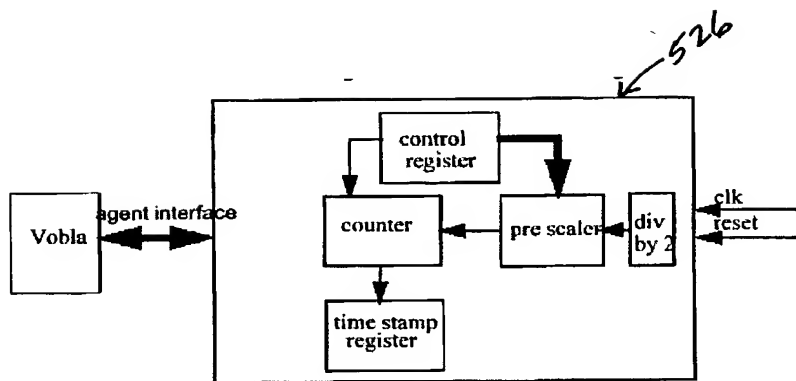 526
control
register
agent interface
Vobla
counter
pre scaler
div
by 2
clk
reset
time stamp
register